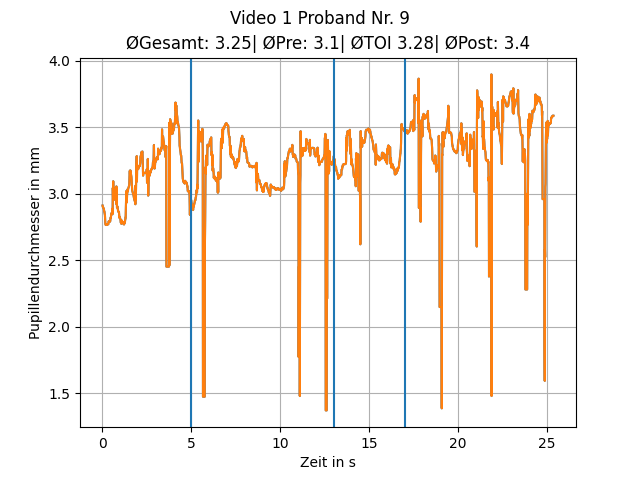 Video 1 Proband Nr. 9
ØGesamt: 3.25| ØPre: 3.1| ØTOI 3.28| ØPost: 3.4
4.0
3.5
3.0
2.5
2.0
1.5
Pupillendurchmesser in mm
0 5 10 15 20 25
Zeit in s